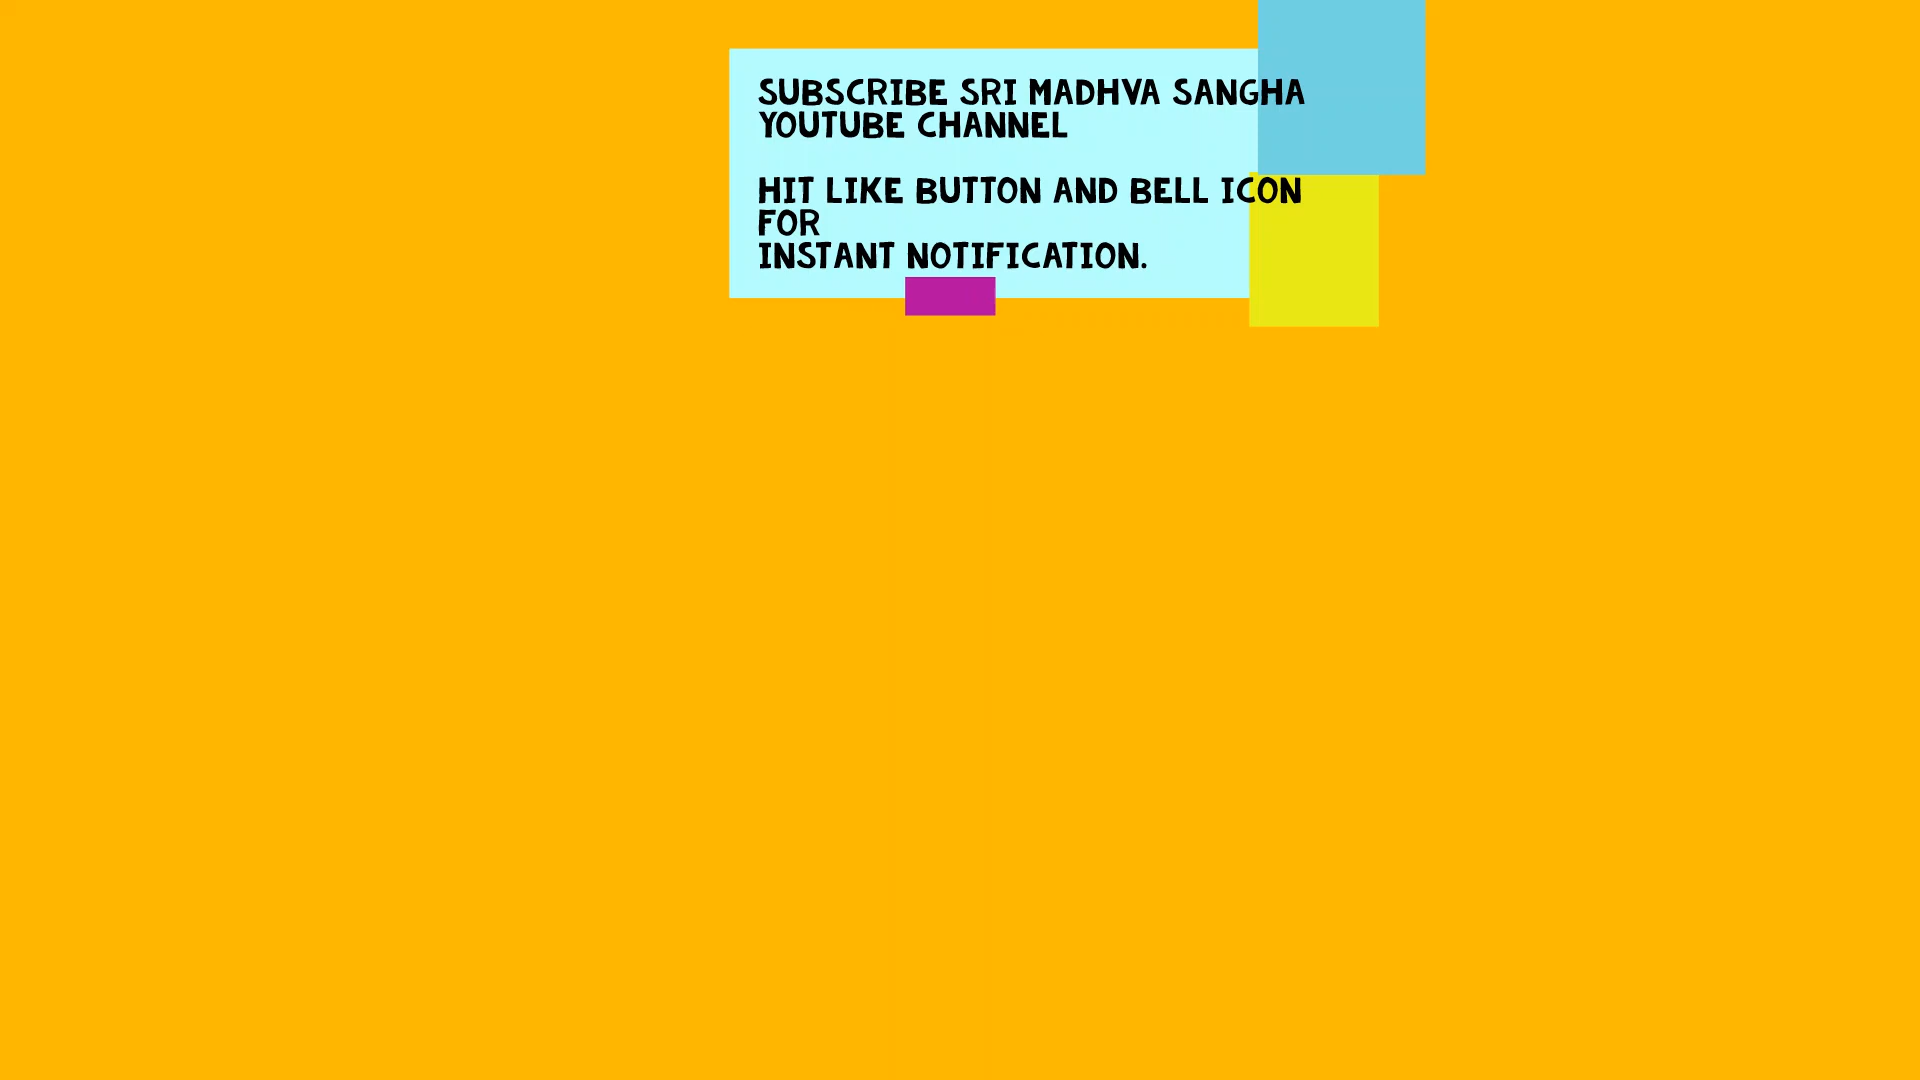 SUBSCRIBE SRI MADHVA SANGHA
YOUTUBE CHANNEL
HIT LIKE BUTTON AND BELL ICON
FOR
INSTANT NOTIFICATION.